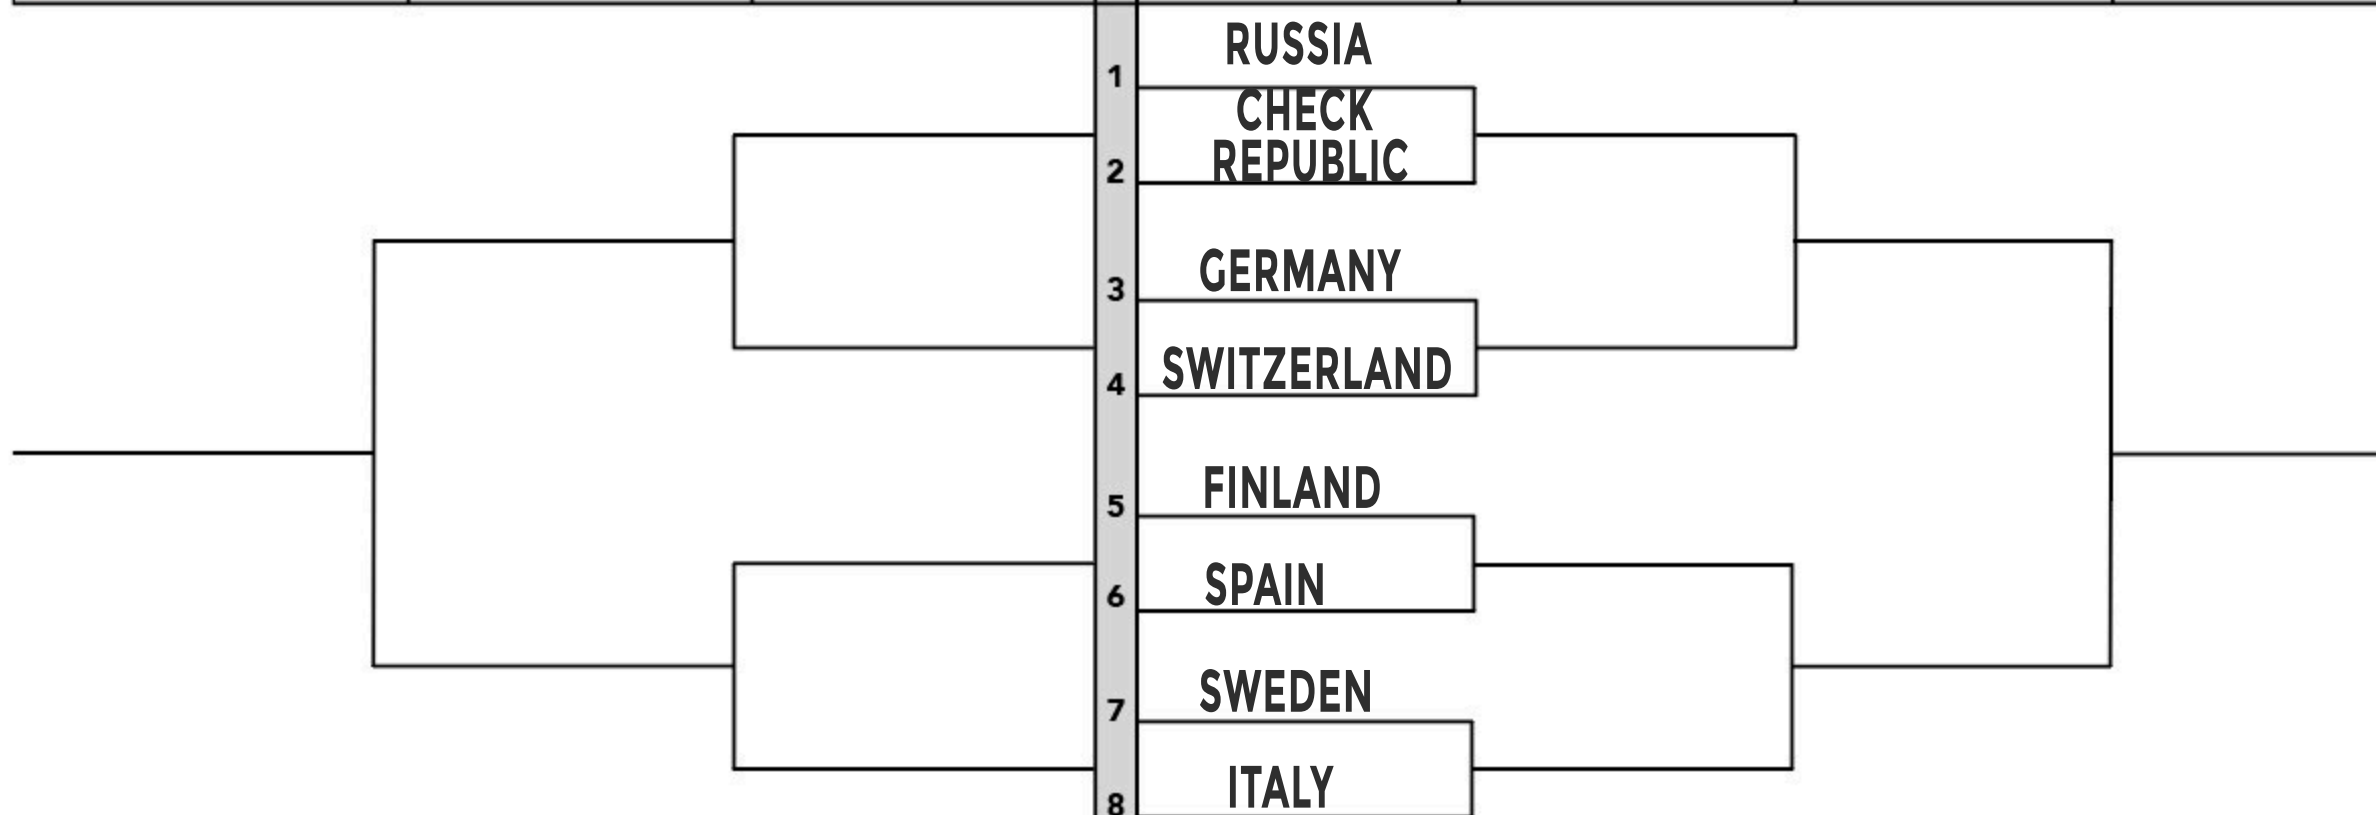 RUSSIA
1
CHECK
REPUBLIC
2
GERMANY
3
SWITZERLAND
4
FINLAND
5
SPAIN
6
SWEDEN
7
ITALY
8